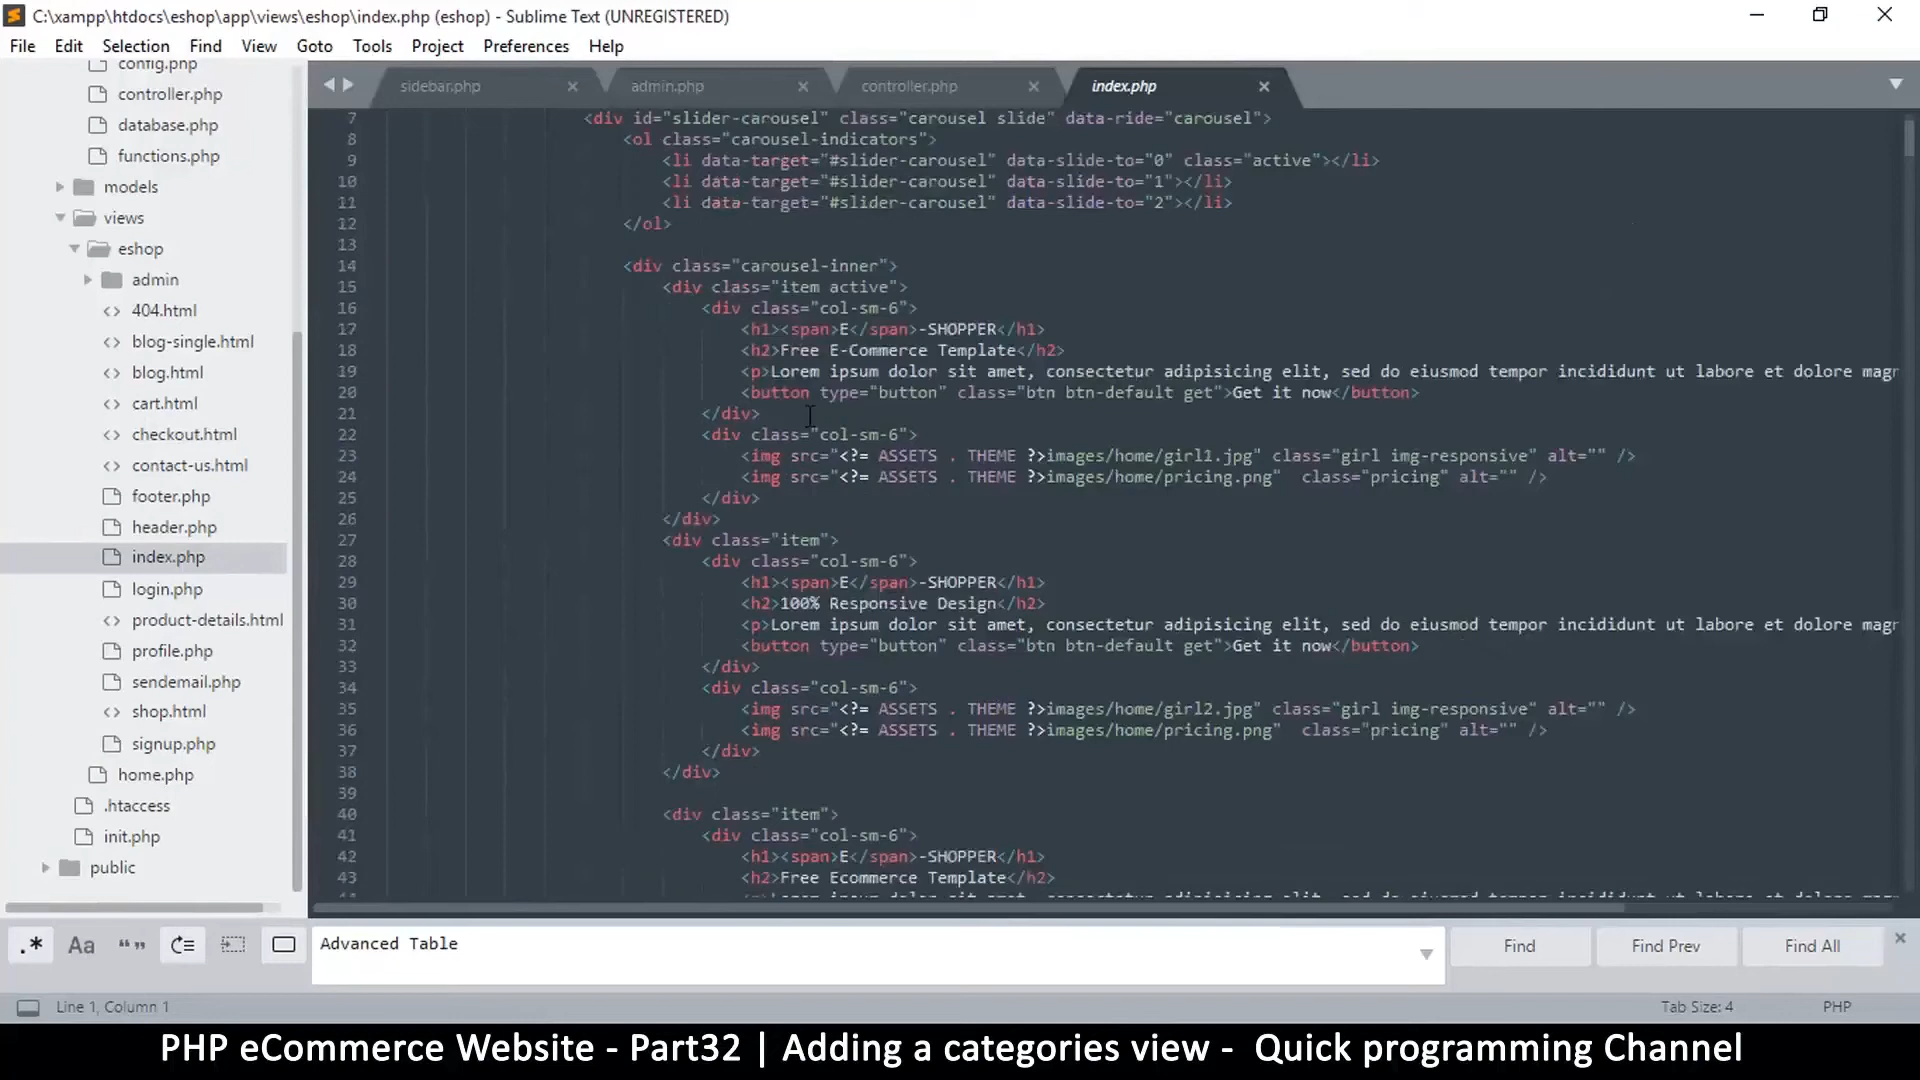 C:\xampp\htdocs\eshop\app\views\eshop\index.php (eshop) - Sublime Text (UNREGISTERED)
File Edit Selection Find View Goto Tools Project Preferences Help
config.php
controller.php
database.php
functions.php
models
views
eshop
admin
404.html
blog-single.html
blog.html
cart.html
checkout.html
contact-us.html
footer.php
header.php
index.php
login.php
product-details.html
profile.php
sendemail.php
shop.html
signup.php
home.php
.htaccess
init.php
public
sidebar.php admin.php controller.php index.php
7 <div id="slider-carousel" class="carousel slide" data-ride="carousel">
8 <ol class="carousel-indicators">
9 <li data-target="#slider-carousel" data-slide-to="0" class="active"></li>
10 <li data-target="#slider-carousel" data-slide-to="1"></li>
11 <li data-target="#slider-carousel" data-slide-to="2"></li>
12 </ol>
13
14 <div class="carousel-inner">
15 <div class="item active">
16 <div class="col-sm-6">
17 <h1><span>E</span>-SHOPPER</h1>
18 <h2>Free E-Commerce Template</h2>
19 <p>Lorem ipsum dolor sit amet, consectetur adipisicing elit, sed do eiusmod tempor incididunt ut labore et dolore magn
20 <button type="button" class="btn btn-default get">Get it now</button>
21 </div>
22 <div class="col-sm-6">
23 <img src="<?= ASSETS . THEME ?>images/home/girl1.jpg" class="girl img-responsive" alt="" />
24 <img src="<?= ASSETS . THEME ?>images/home/pricing.png"  class="pricing" alt="" />
25 </div>
26 </div>
27 <div class="item">
28 <div class="col-sm-6">
29 <h1><span>E</span>-SHOPPER</h1>
30 <h2>100% Responsive Design</h2>
31 <p>Lorem ipsum dolor sit amet, consectetur adipisicing elit, sed do eiusmod tempor incididunt ut labore et dolore magn
32 <button type="button" class="btn btn-default get">Get it now</button>
33 </div>
34 <div class="col-sm-6">
35 <img src="<?= ASSETS . THEME ?>images/home/girl2.jpg" class="girl img-responsive" alt="" />
36 <img src="<?= ASSETS . THEME ?>images/home/pricing.png"  class="pricing" alt="" />
37 </div>
38 </div>
39
40 <div class="item">
41 <div class="col-sm-6">
42 <h1><span>E</span>-SHOPPER</h1>
43 <h2>Free Ecommerce Template</h2>
.* Aa “” Advanced Table Find Find Prev Find All
Line 1, Column 1 Tab Size: 4 PHP
PHP eCommerce Website - Part32 | Adding a categories view -  Quick programming Channel